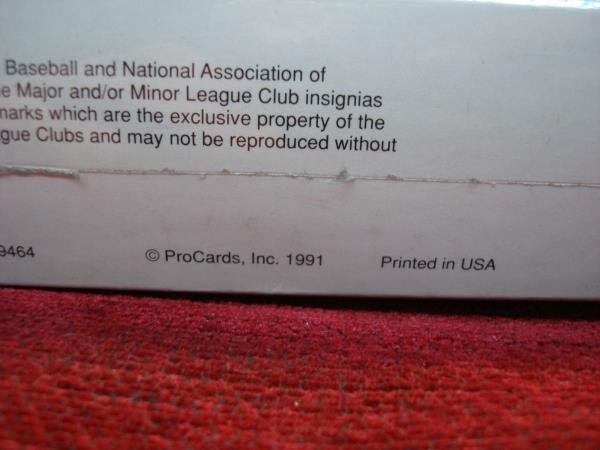 Baseball and National Association of
e Major and/or Minor League Club insignias
marks which are the exclusive property of the
gue Clubs and may not be reproduced without
9464
© ProCards, Inc. 1991
Printed in USA